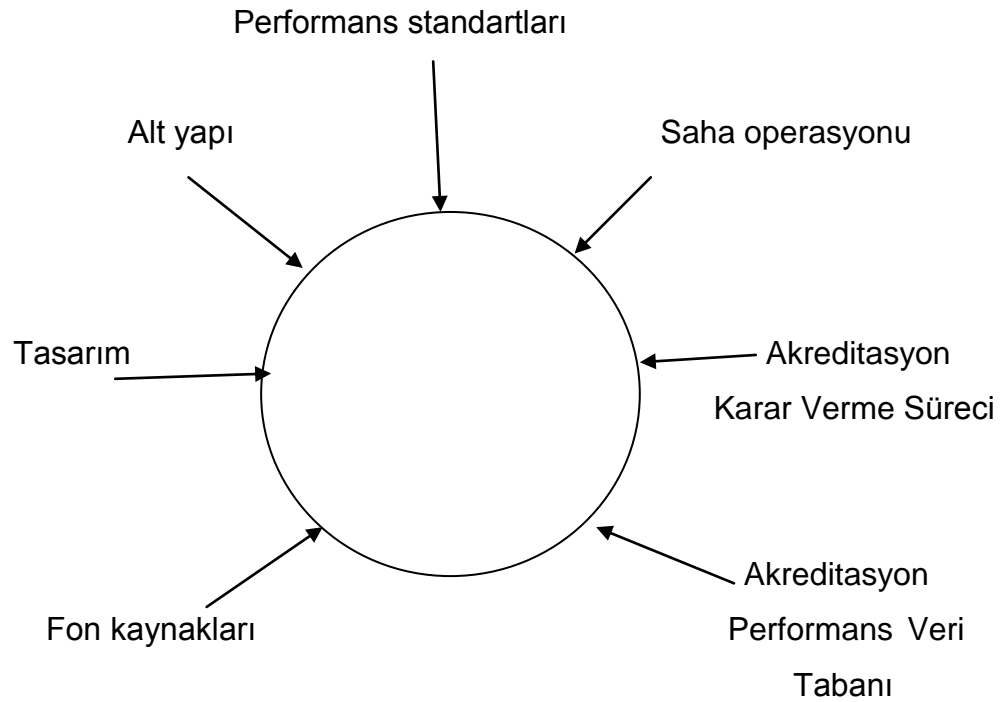 Performans standartları
Alt yapı
Saha operasyonu
Tasarım
Akreditasyon
Karar Verme Süreci
Akreditasyon
Performans Veri
Tabanı
Fon kaynakları